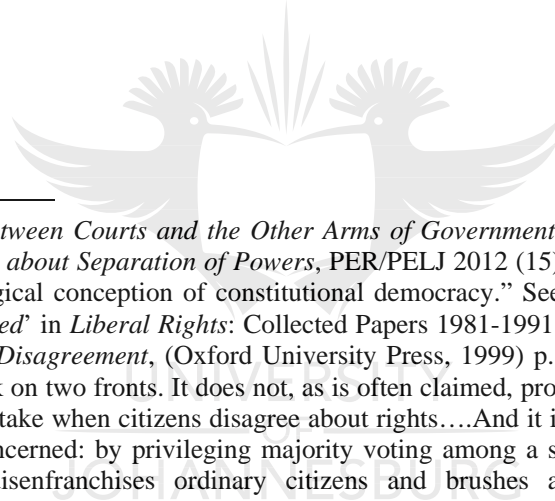 tween Courts and the Other Arms of Government
about Separation of Powers, PER/PELJ 2012 (15)
gical conception of constitutional democracy.” See
ed’ in Liberal Rights: Collected Papers 1981-1991
Disagreement, (Oxford University Press, 1999) p.
k on two fronts. It does not, as is often claimed, pro
UNIVERSITY
take when citizens disagree about rights….And it i
OF
ncerned: by privileging majority voting among a s
disenfranchises ordinary citizens and brushes a
JOHANNESBURG